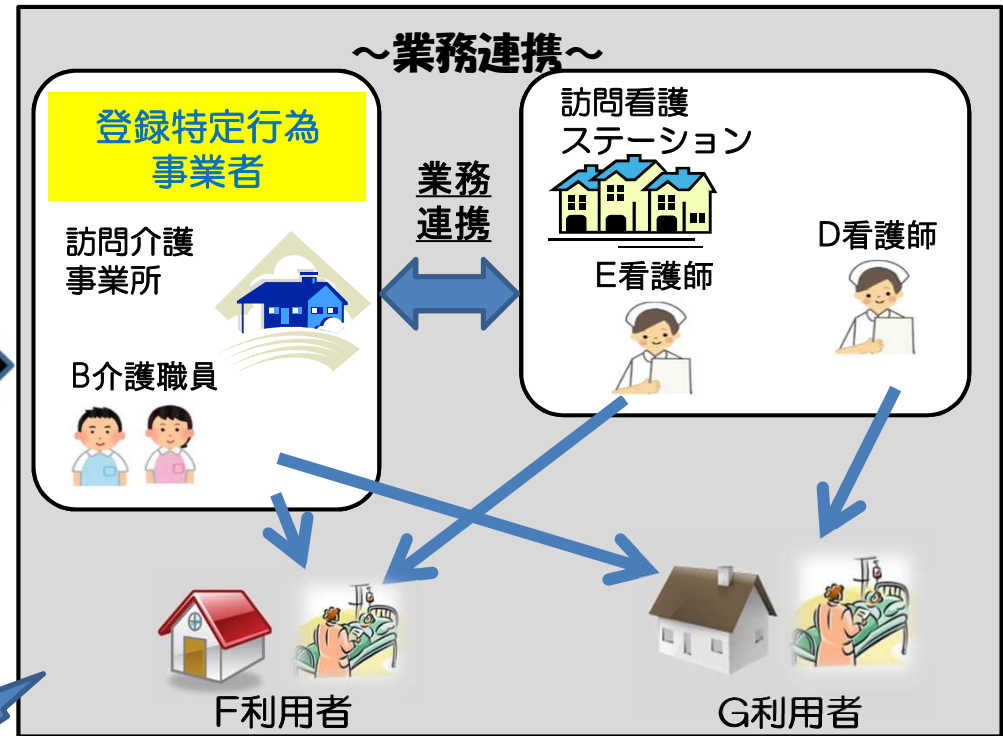 ～業務連携～
登録特定行為
事業者
訪問介護
事業所
B介護職員
業務
連携
訪問看護
ステーション
E看護師
D看護師
F利用者
G利用者